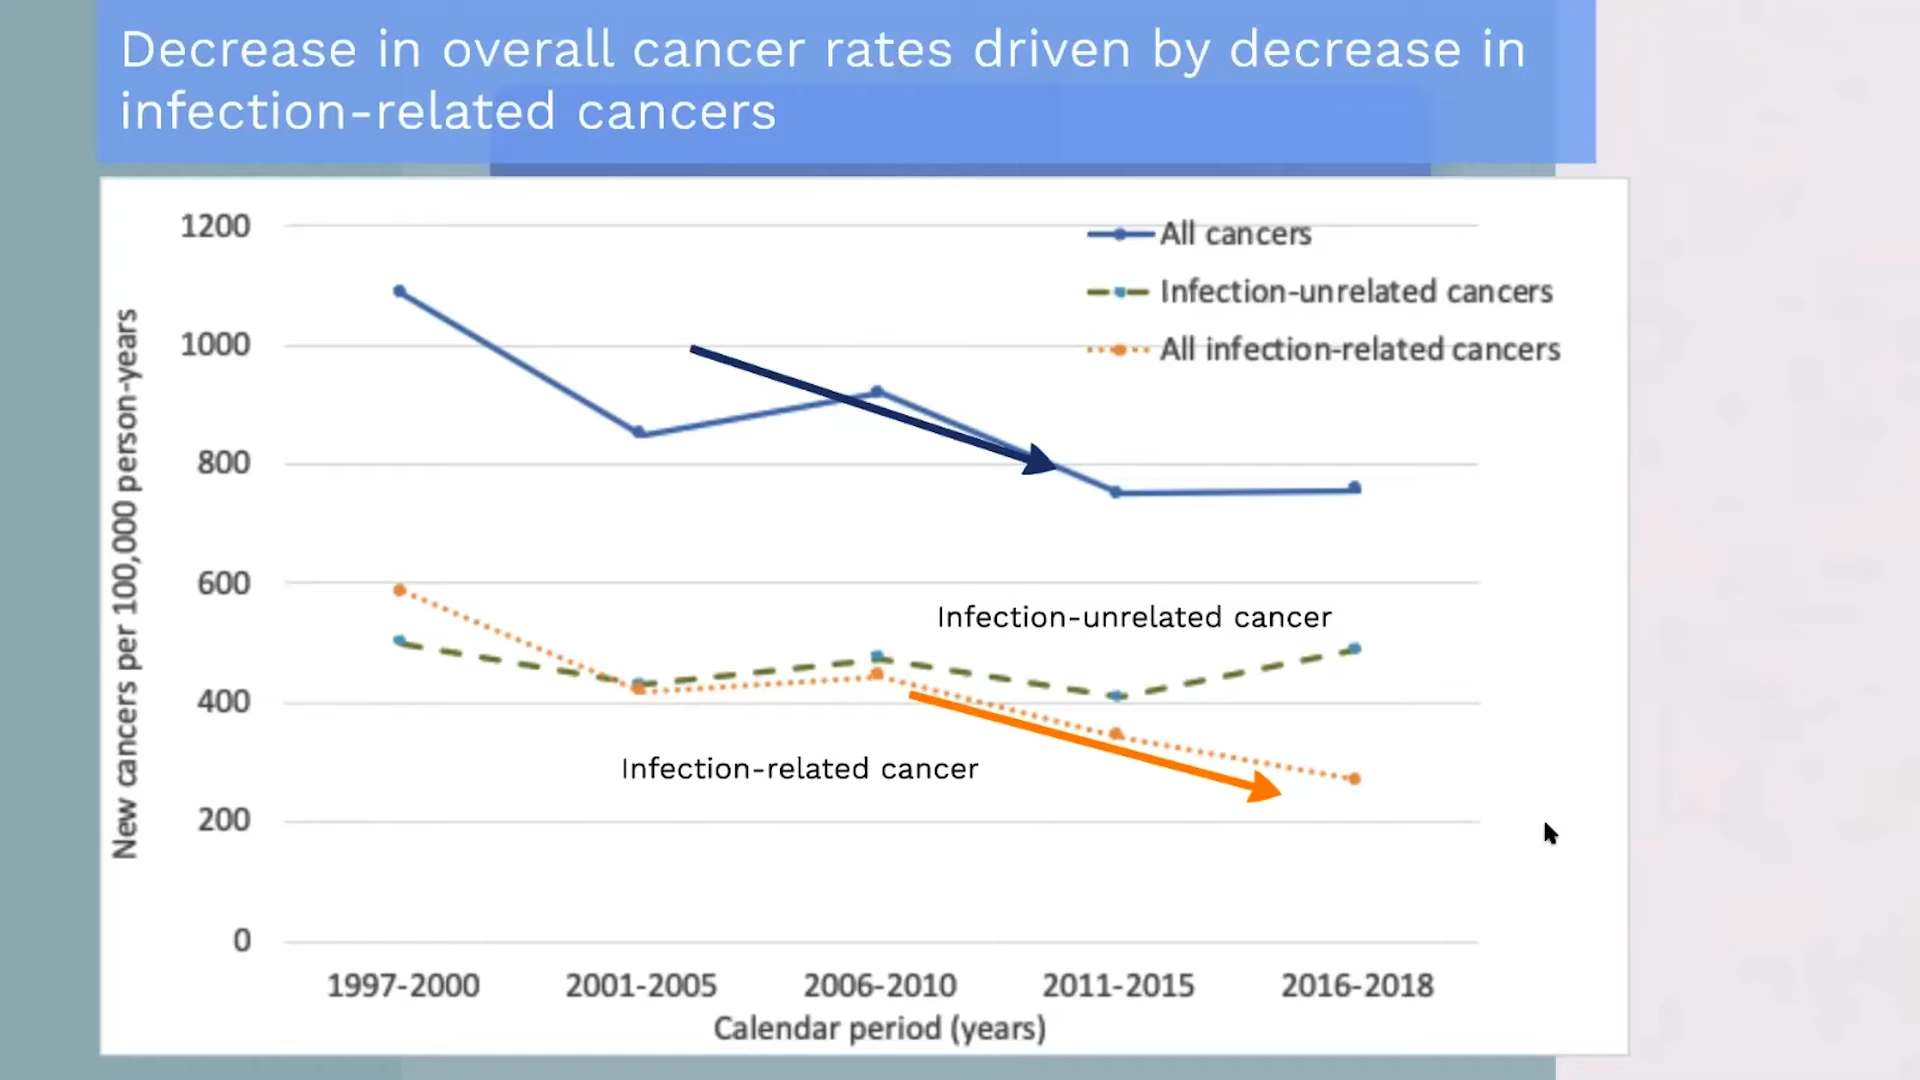 Decrease in overall cancer rates driven by decrease in
infection-related cancers
1200
1000
800
600
400
200
0
New cancers per 100,000 person-years
All cancers
Infection-unrelated cancers
All infection-related cancers
Infection-unrelated cancer
Infection-related cancer
1997-2000 2001-2005 2006-2010 2011-2015 2016-2018
Calendar period (years)